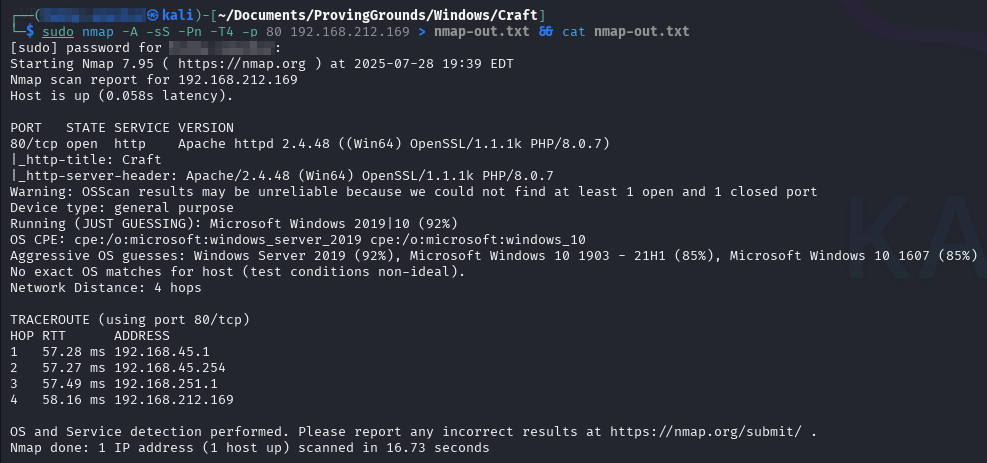 ┌──(㉿kali)-[~/Documents/ProvingGrounds/Windows/Craft]
└─$ sudo nmap -A -sS -Pn -T4 -p 80 192.168.212.169 > nmap-out.txt && cat nmap-out.txt
[sudo] password for :
Starting Nmap 7.95 ( https://nmap.org ) at 2025-07-28 19:39 EDT
Nmap scan report for 192.168.212.169
Host is up (0.058s latency).
PORT   STATE SERVICE VERSION
80/tcp open  http    Apache httpd 2.4.48 ((Win64) OpenSSL/1.1.1k PHP/8.0.7)
|_http-title: Craft
|_http-server-header: Apache/2.4.48 (Win64) OpenSSL/1.1.1k PHP/8.0.7
Warning: OSScan results may be unreliable because we could not find at least 1 open and 1 closed port
Device type: general purpose
Running (JUST GUESSING): Microsoft Windows 2019|10 (92%)
OS CPE: cpe:/o:microsoft:windows_server_2019 cpe:/o:microsoft:windows_10
Aggressive OS guesses: Windows Server 2019 (92%), Microsoft Windows 10 1903 - 21H1 (85%), Microsoft Windows 10 1607 (85%)
No exact OS matches for host (test conditions non-ideal).
Network Distance: 4 hops
TRACEROUTE (using port 80/tcp)
HOP RTT      ADDRESS
1   57.28 ms 192.168.45.1
2   57.27 ms 192.168.45.254
3   57.49 ms 192.168.251.1
4   58.16 ms 192.168.212.169
OS and Service detection performed. Please report any incorrect results at https://nmap.org/submit/ .
Nmap done: 1 IP address (1 host up) scanned in 16.73 seconds